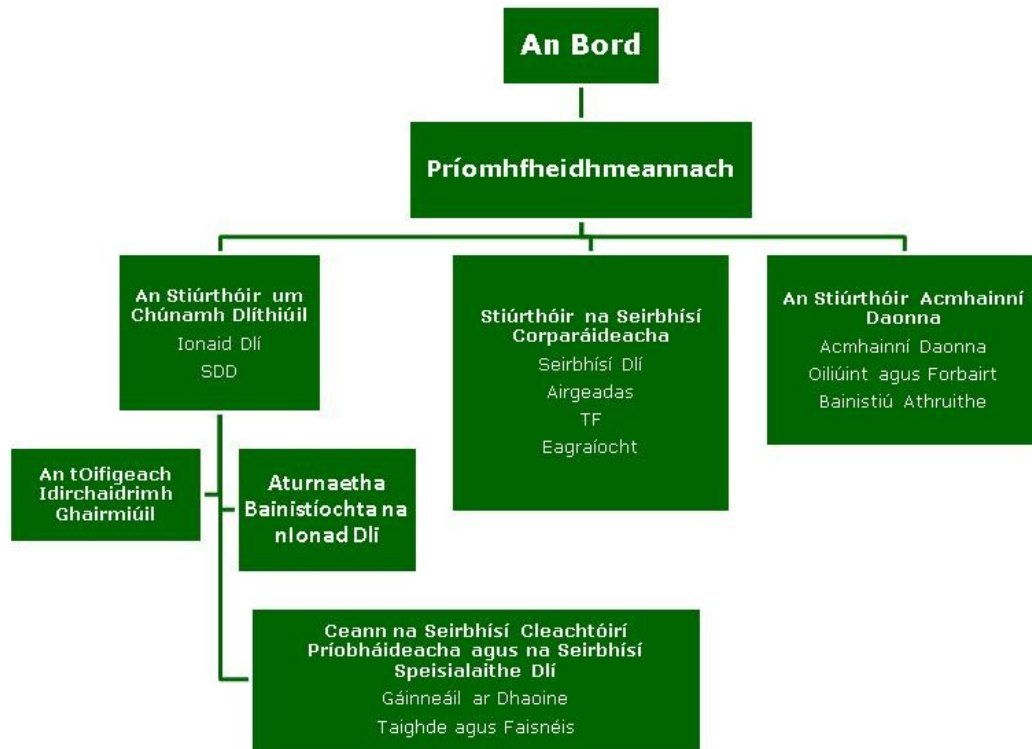 An Bord
Príomhfheidhmeannach
An Stiúrthóir um
Chúnamh Dlíthiúil
Ionaid Dlí
SDD
Stiúrthóir na Seirbhísí
Corparáideacha
Seirbhísí Dlí
Airgeadas
TF
Eagraíocht
An Stiúrthóir Acmhainní
Daonna
Acmhainní Daonna
Oiliúint agus Forbairt
Bainistiú Athruithe
An tOifigeach
Idirchaidrimh
Ghairmiúil
Aturnaetha
Bainistíochta na
nIonad Dli
Ceann na Seirbhísí Cleachtóirí
Príobháideacha agus na Seirbhísí
Speisialaithe Dlí
Gáinneáil ar Dhaoine
Taighde agus Faisnéis